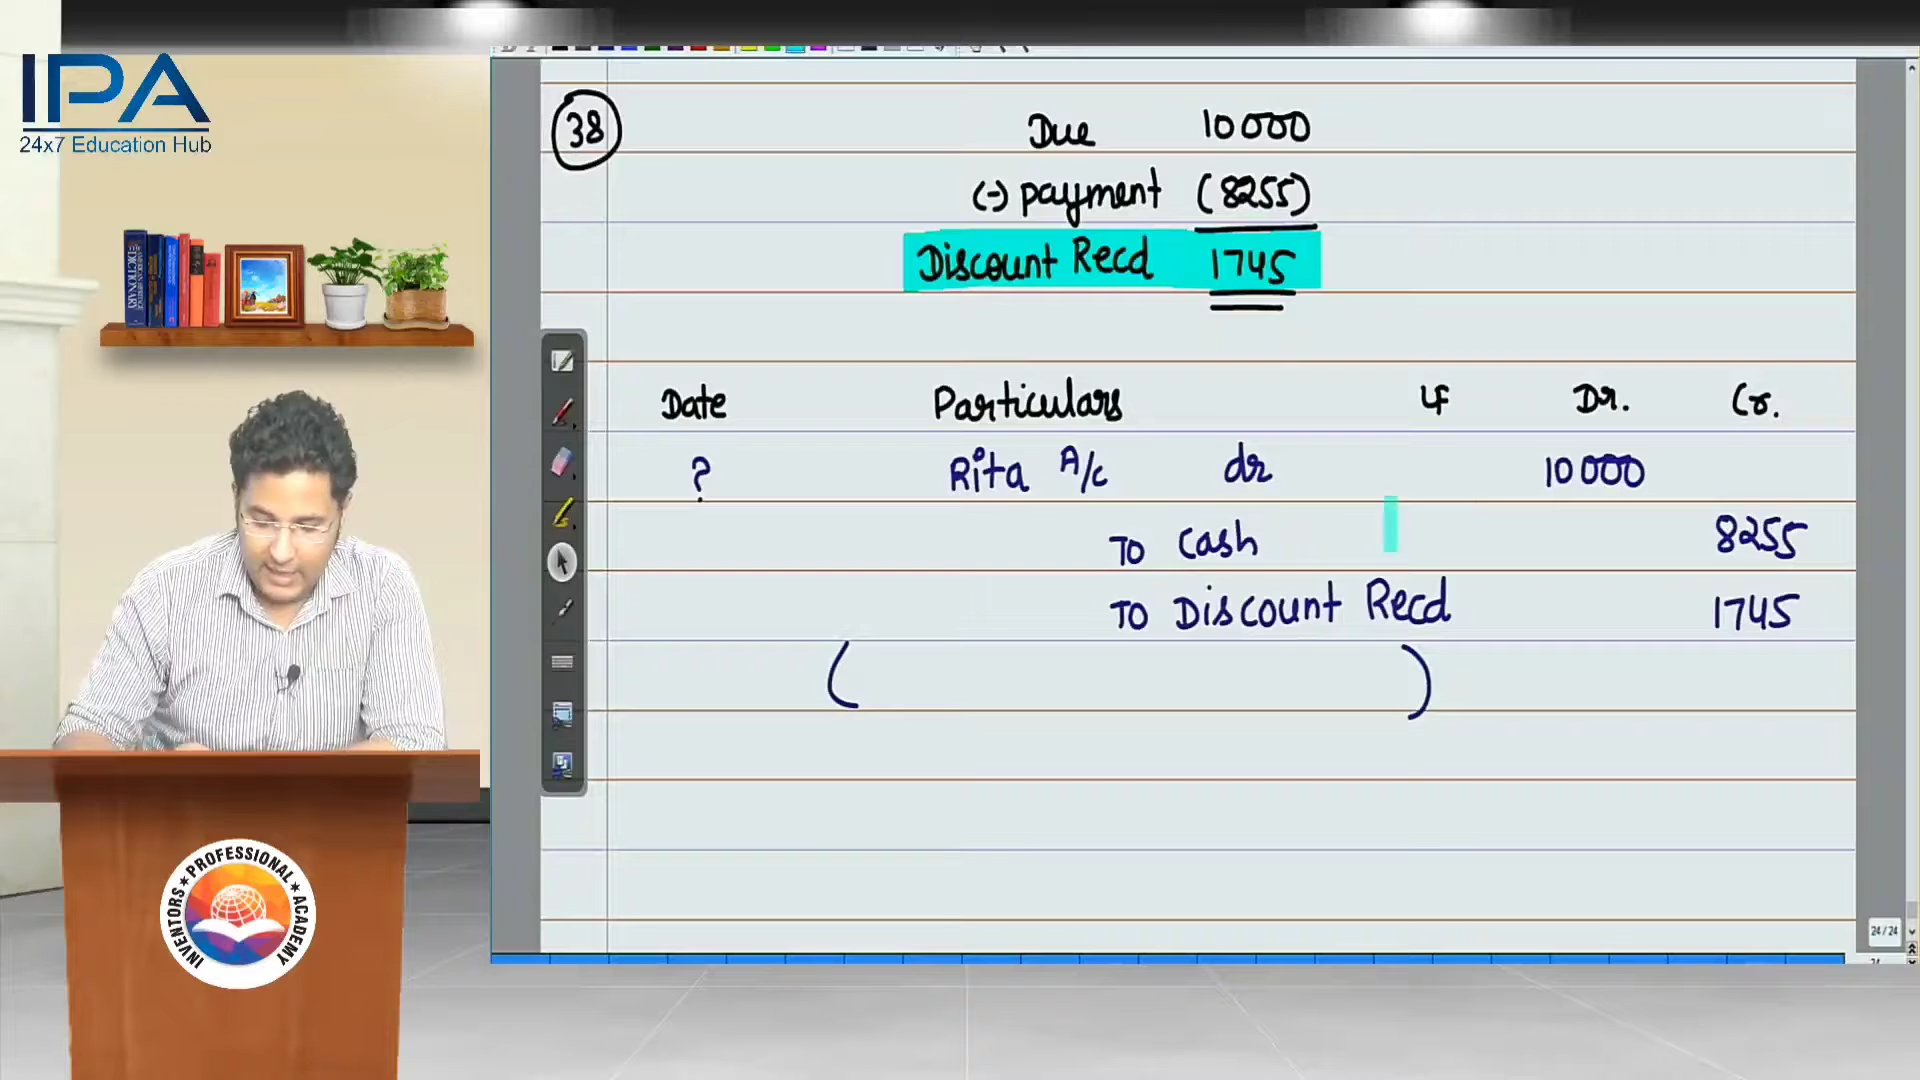 IPA
24x7 Education Hub
38
Due 10000
(-) payment (8255)
Discount Recd 1745
Date Particulars LF Dr. Cr.
? Rita A/c dr 10000
To Cash 8255
To Discount Recd 1745
( )
INVENTORS ★ PROFESSIONAL ★ ACADEMY
24/24
DICTIONARY